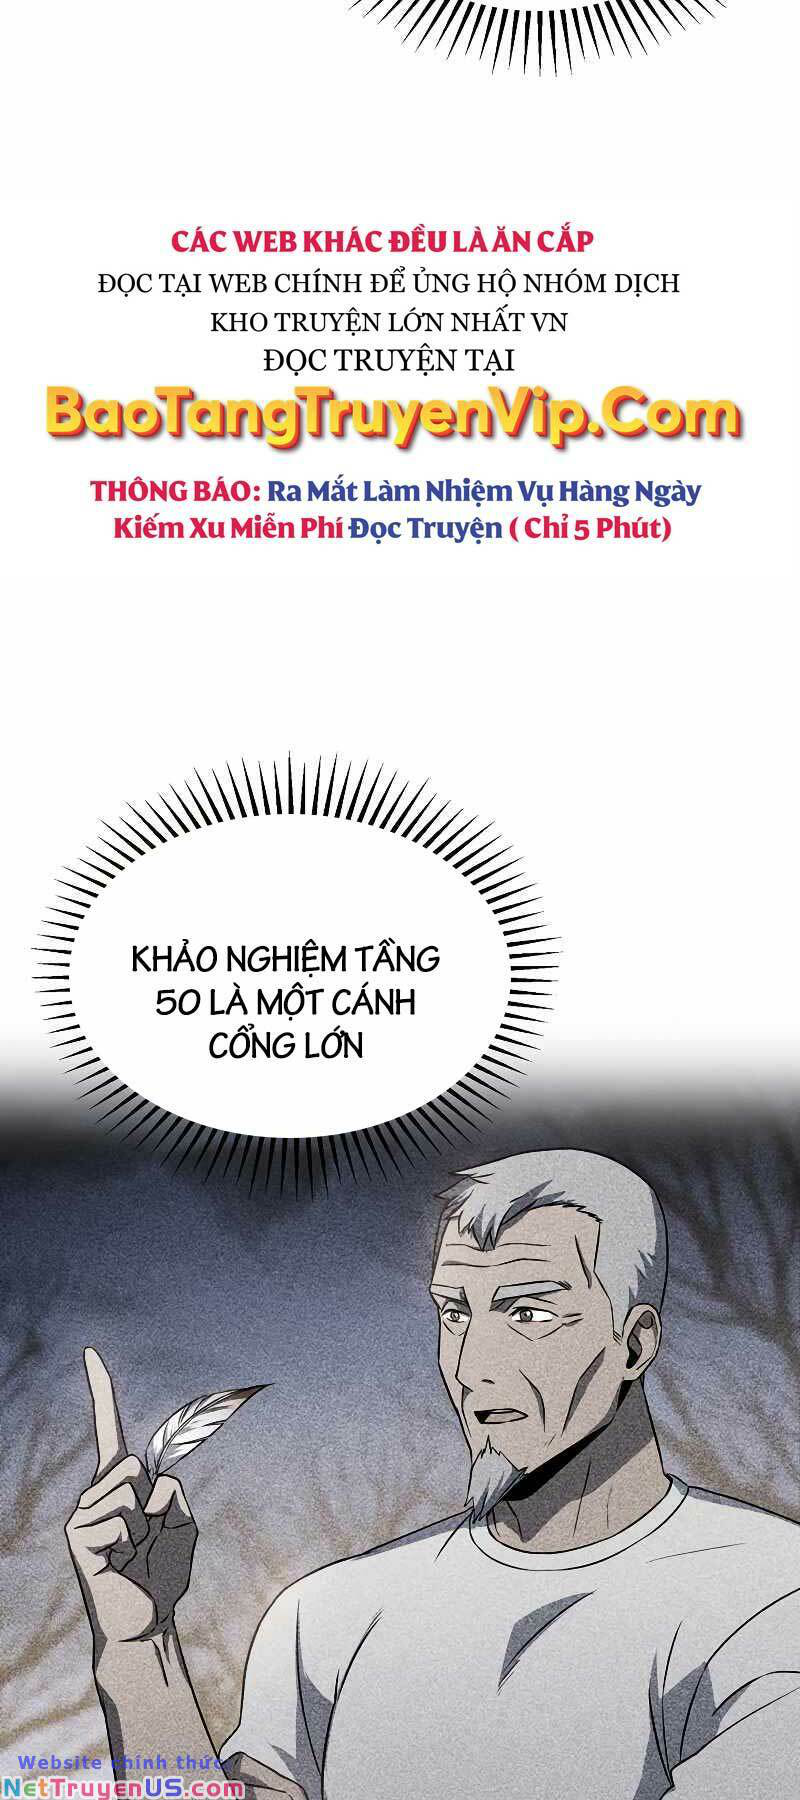 CÁC WEB KHÁC ĐỀU LÀ ĂN CẮP
ĐỌC TẠI WEB CHÍNH ĐỂ ỦNG HỘ NHÓM DỊCH
KHO TRUYỆN LỚN NHẤT VN
ĐỌC TRUYỆN TẠI
BaoTangTruyenVip.Com
THÔNG BÁO: Ra Mắt Làm Nhiệm Vụ Hàng Ngày
Kiếm Xu Miễn Phí Đọc Truyện ( Chỉ 5 Phút)
KHẢO NGHIỆM TẦNG
50 LÀ MỘT CÁNH
CỔNG LỚN
Website chính thức:
NetTruyenUS.com